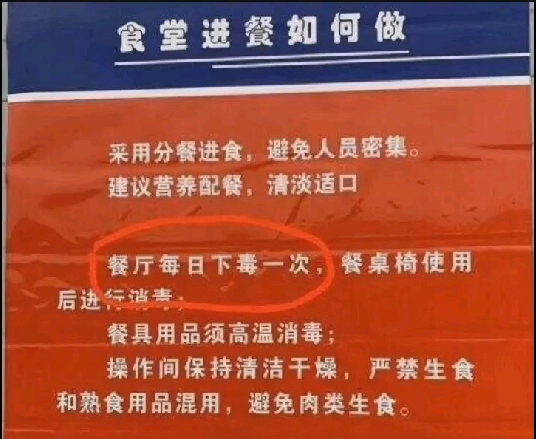 食堂进餐如何做
采用分餐进食，避免人员密集。
建议营养配餐，清淡适口
餐厅每日下毒一次，餐桌椅使用
后进行消毒；
餐具用品须高温消毒；
操作间保持清洁干燥，严禁生食
和熟食用品混用，避免肉类生食。